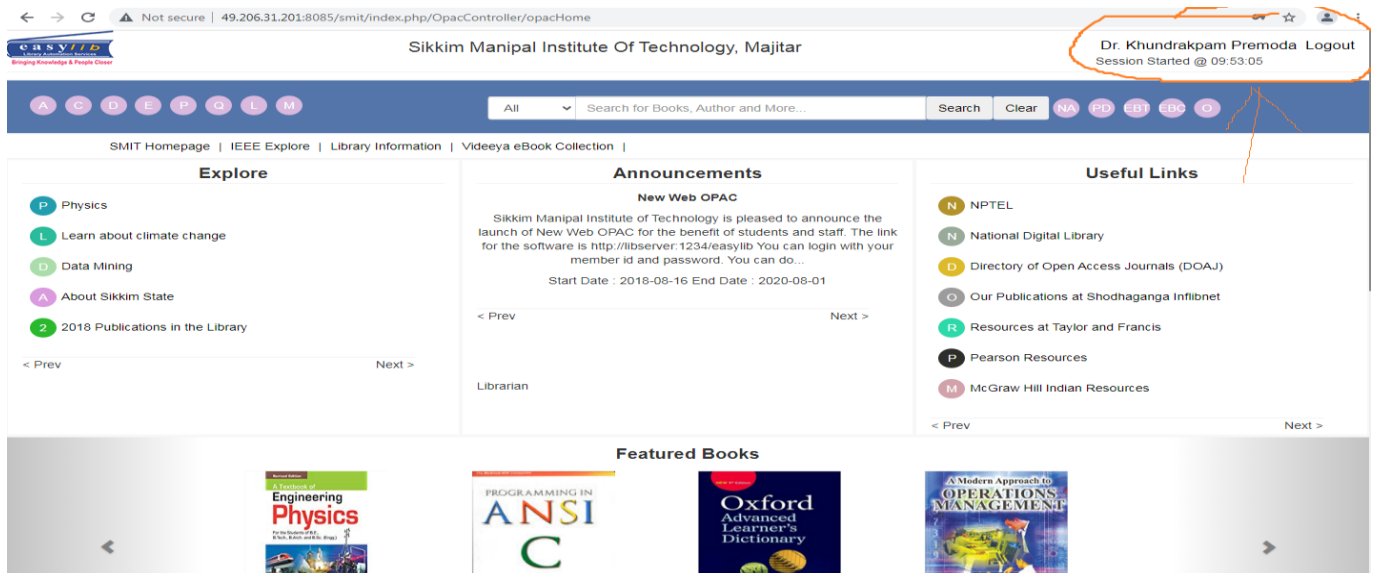 Not secure | 49.206.31.201:8085/smit/index.php/OpacController/opacHome
easylib
Library Automation Services
Bringing Knowledge & People Closer
Sikkim Manipal Institute Of Technology, Majitar
Dr. Khundrakpam Premoda Logout
Session Started @ 09:53:05
A C D E P Q L M
All
Search for Books, Author and More...
Search
Clear
NA PD EBT EBC O
SMIT Homepage | IEEE Explore | Library Information | Videeya eBook Collection |
Explore
P Physics
L Learn about climate change
D Data Mining
A About Sikkim State
2 2018 Publications in the Library
< Prev Next >
Announcements
New Web OPAC
Sikkim Manipal Institute of Technology is pleased to announce the
launch of New Web OPAC for the benefit of students and staff. The link
for the software is http://libserver:1234/easylib You can login with your
member id and password. You can do...
Start Date : 2018-08-16 End Date : 2020-08-01
< Prev Next >
Librarian
Useful Links
N NPTEL
N National Digital Library
D Directory of Open Access Journals (DOAJ)
O Our Publications at Shodhaganga Inflibnet
R Resources at Taylor and Francis
P Pearson Resources
M McGraw Hill Indian Resources
< Prev Next >
Featured Books
A Textbook of
Engineering
Physics
PROGRAMMING IN
ANSI
C
Oxford
Advanced
Learner's
Dictionary
A Modern Approach to
OPERATIONS
MANAGEMENT